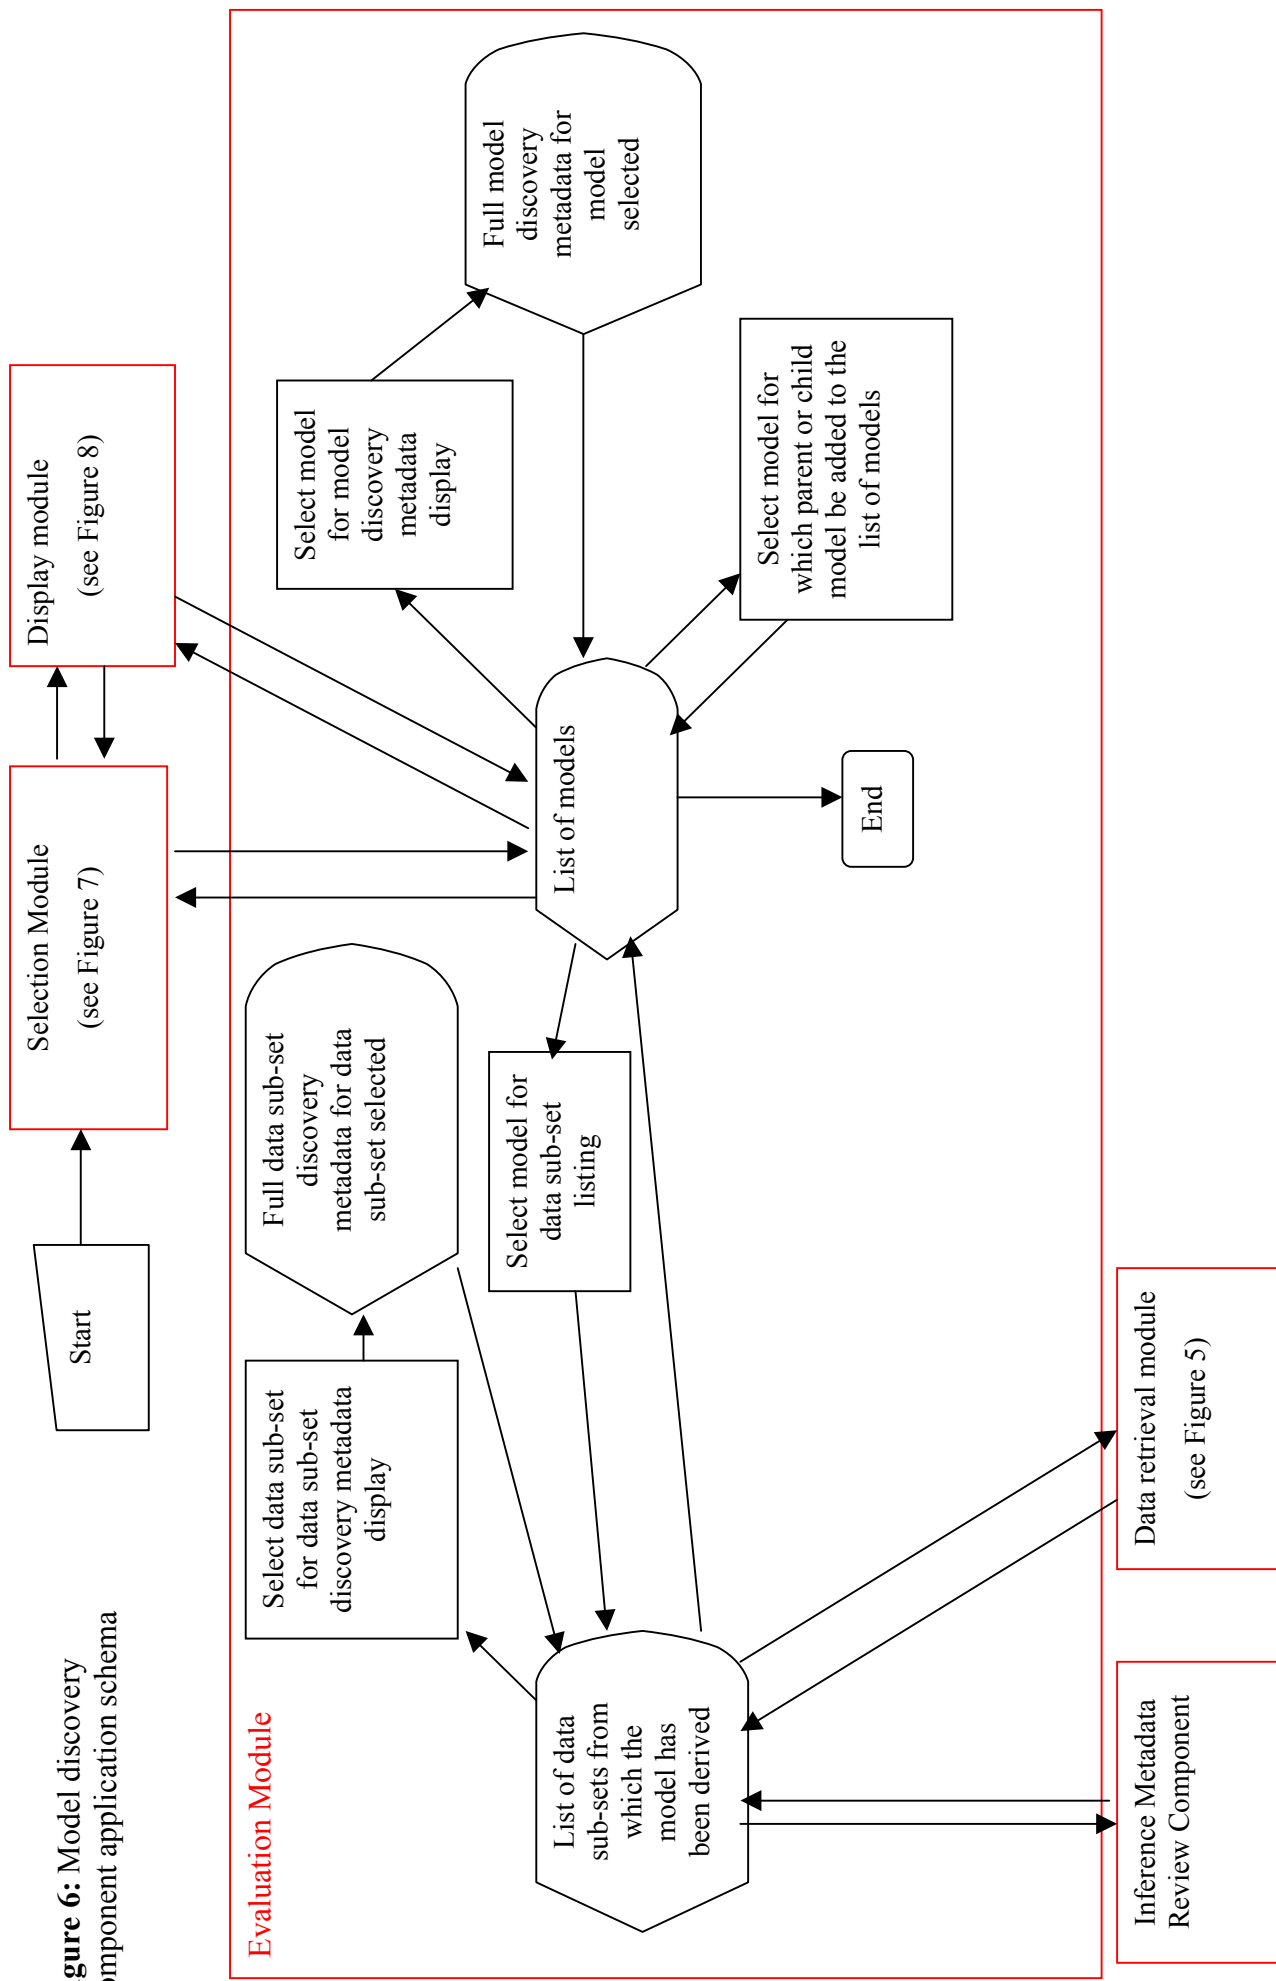 gure 6: Model discovery
omponent application schema
Start
Selection Module
(see Figure 7)
Display module
(see Figure 8)
Evaluation Module
Select data sub-set
for data sub-set
discovery metadata
display
Full data sub-set
discovery
metadata for data
sub-set selected
Select model
for model
discovery
metadata
display
Full model
discovery
metadata for
model
selected
List of data
sub-sets from
which the
model has
been derived
Select model for
data sub-set
listing
List of models
Select model for
which parent or child
model be added to the
list of models
End
Inference Metadata
Review Component
Data retrieval module
(see Figure 5)